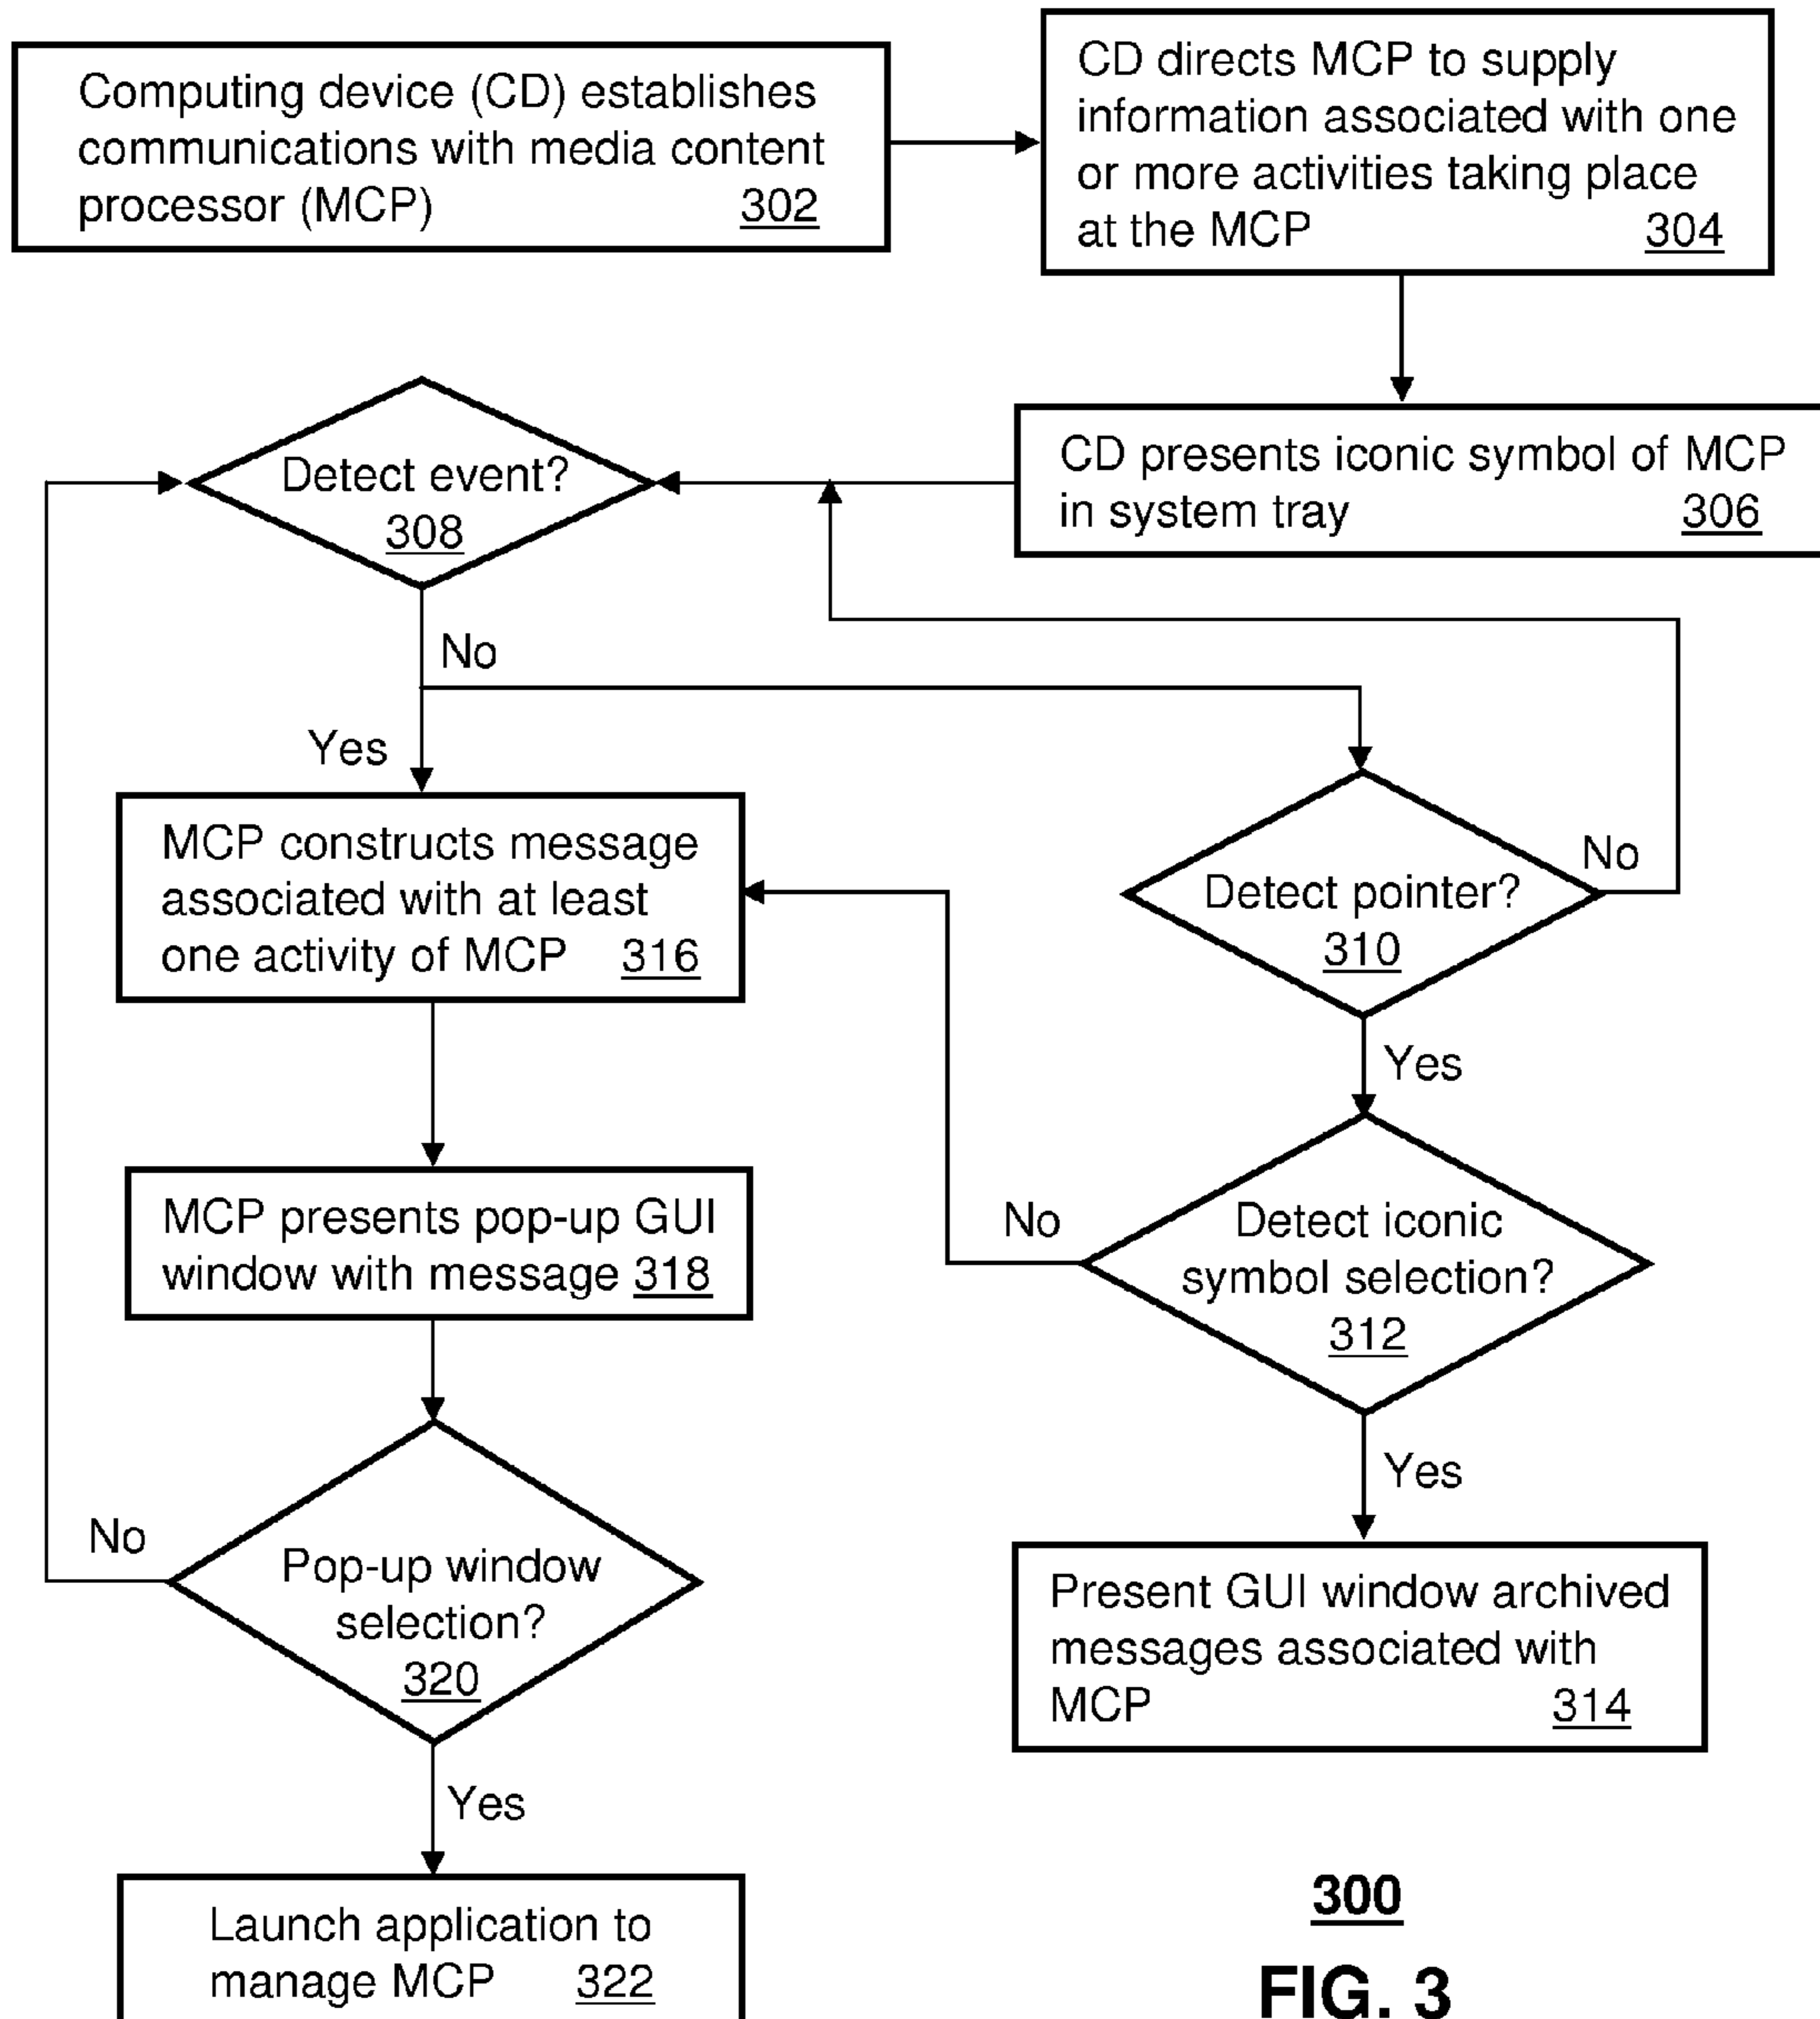 Computing device (CD) establishes
communications with media content
processor (MCP) 302
CD directs MCP to supply
information associated with one
or more activities taking place
at the MCP 304
CD presents iconic symbol of MCP
in system tray 306
Detect event?
308
No
Yes
MCP constructs message
associated with at least
one activity of MCP 316
No
Detect pointer?
310
Yes
MCP presents pop-up GUI
window with message 318
No
Detect iconic
symbol selection?
312
Yes
No
Pop-up window
selection?
320
Present GUI window archived
messages associated with
MCP 314
Yes
Launch application to
manage MCP 322
300
FIG. 3